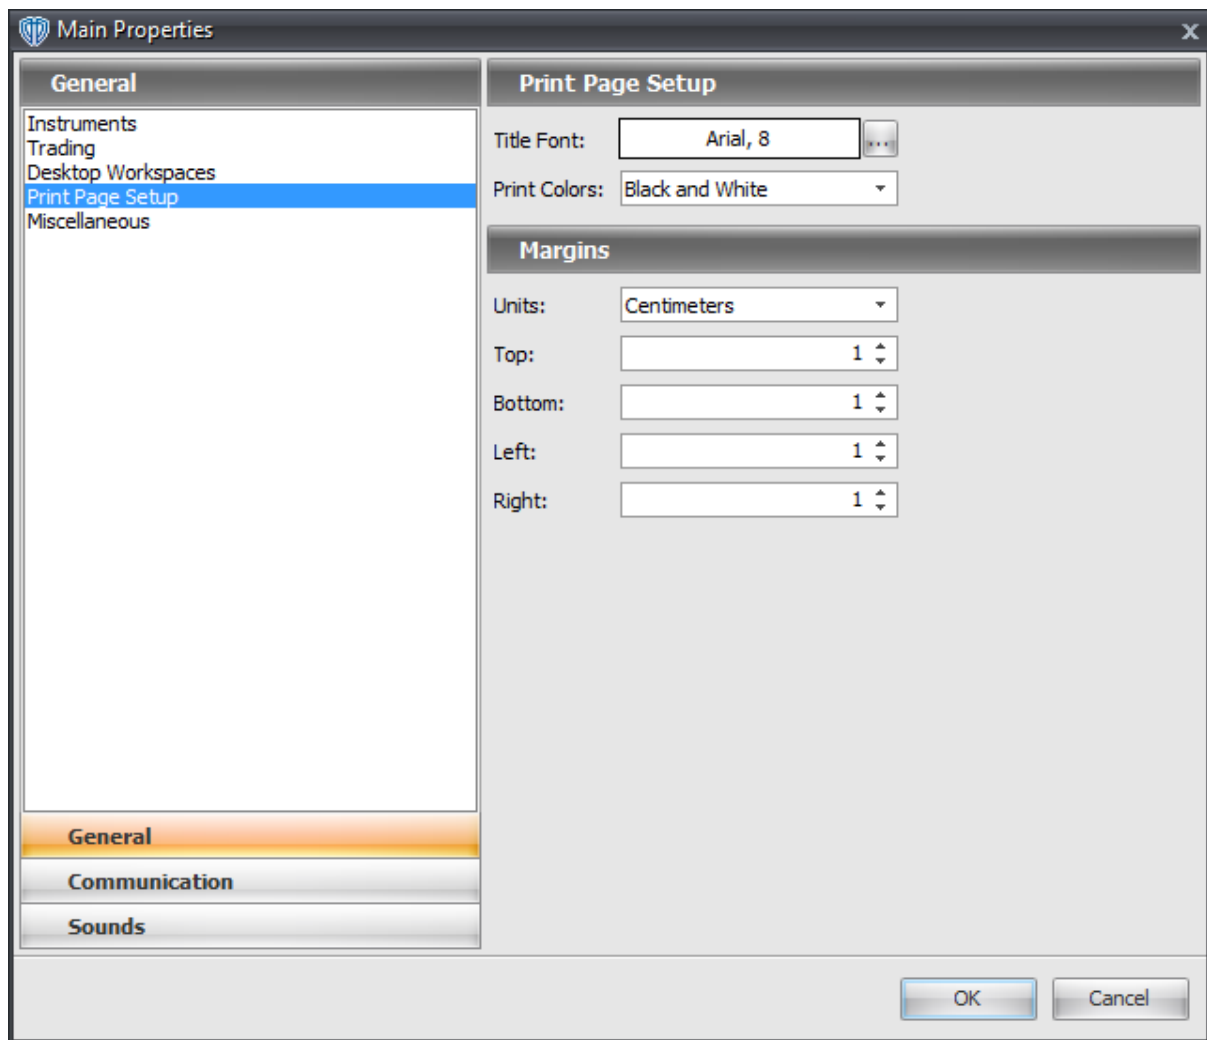 Main Properties
General
Instruments
Trading
Desktop Workspaces
Print Page Setup
Miscellaneous
General
Communication
Sounds
Print Page Setup
Title Font: Arial, 8 ...
Print Colors: Black and White
Margins
Units: Centimeters
Top: 1
Bottom: 1
Left: 1
Right: 1
OK Cancel